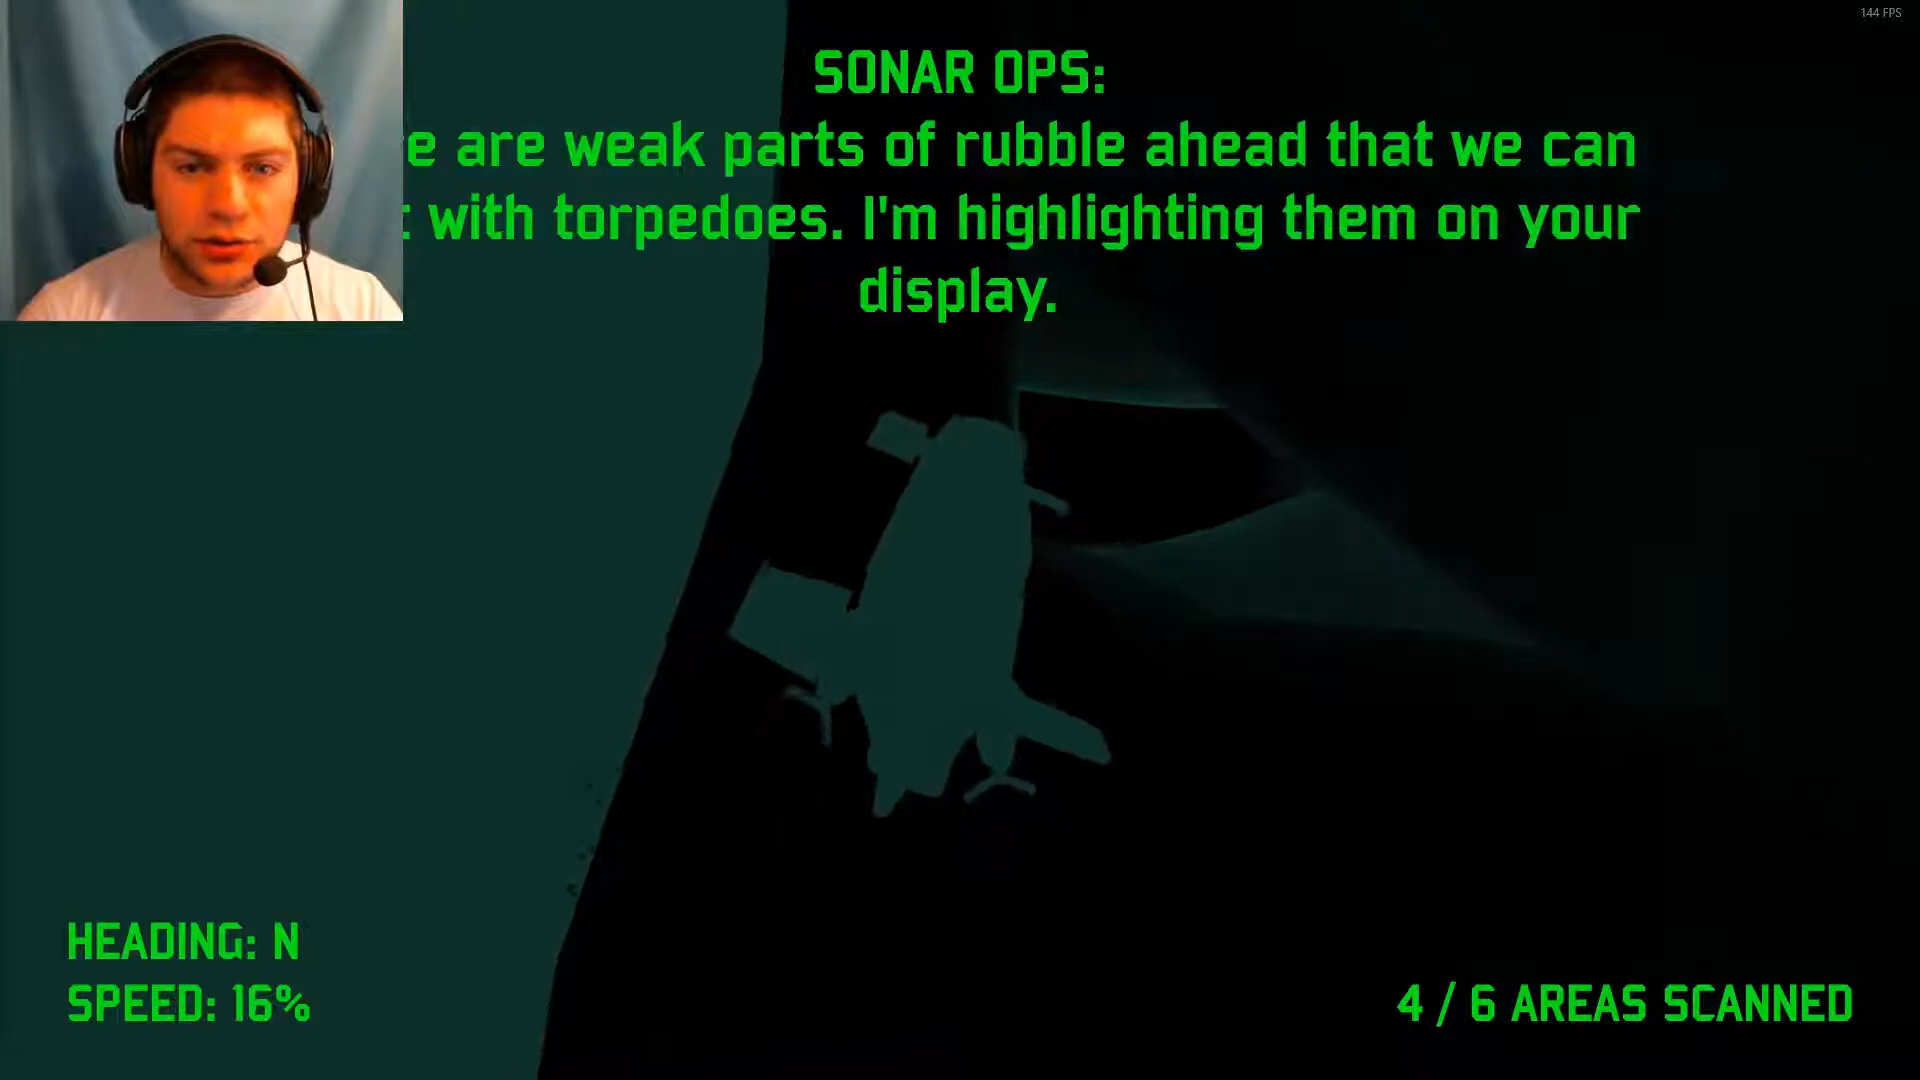 144 FPS
SONAR OPS:
are weak parts of rubble ahead that we can
with torpedoes. I'm highlighting them on your
display.
HEADING: N
SPEED: 16%
4 / 6 AREAS SCANNED